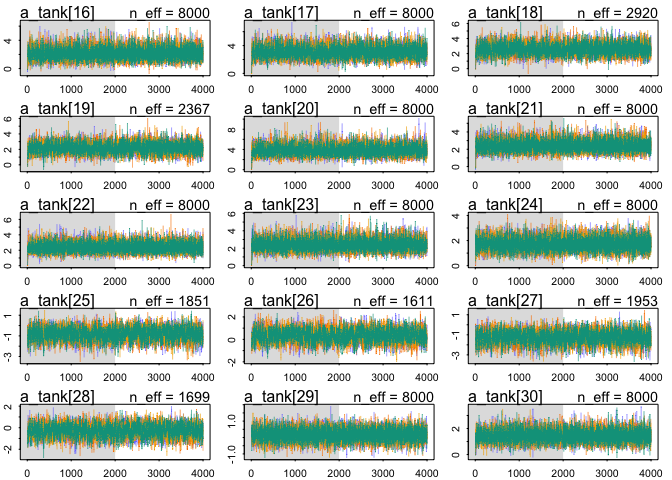 a_tank[16] n_eff = 8000 a_tank[17] n_eff = 8000 a_tank[18] n_eff = 2920
0 4
0 4
0 2 4 6
0 1000 2000 3000 4000 0 1000 2000 3000 4000 0 1000 2000 3000 4000
a_tank[19] n_eff = 2367 a_tank[20] n_eff = 8000 a_tank[21] n_eff = 8000
0 2 4 6
0 2 6 10
0 2 4
0 1000 2000 3000 4000 0 1000 2000 3000 4000 0 1000 2000 3000 4000
a_tank[22] n_eff = 8000 a_tank[23] n_eff = 8000 a_tank[24] n_eff = 8000
0 2 4 6
0 2 4 6
0 2 4
0 1000 2000 3000 4000 0 1000 2000 3000 4000 0 1000 2000 3000 4000
a_tank[25] n_eff = 1851 a_tank[26] n_eff = 1611 a_tank[27] n_eff = 1953
-3 -1 1
-2 0 2
-3 -1 1
0 1000 2000 3000 4000 0 1000 2000 3000 4000 0 1000 2000 3000 4000
a_tank[28] n_eff = 1699 a_tank[29] n_eff = 8000 a_tank[30] n_eff = 8000
-2 0 2
-1.0 1.0
0 2
0 1000 2000 3000 4000 0 1000 2000 3000 4000 0 1000 2000 3000 4000